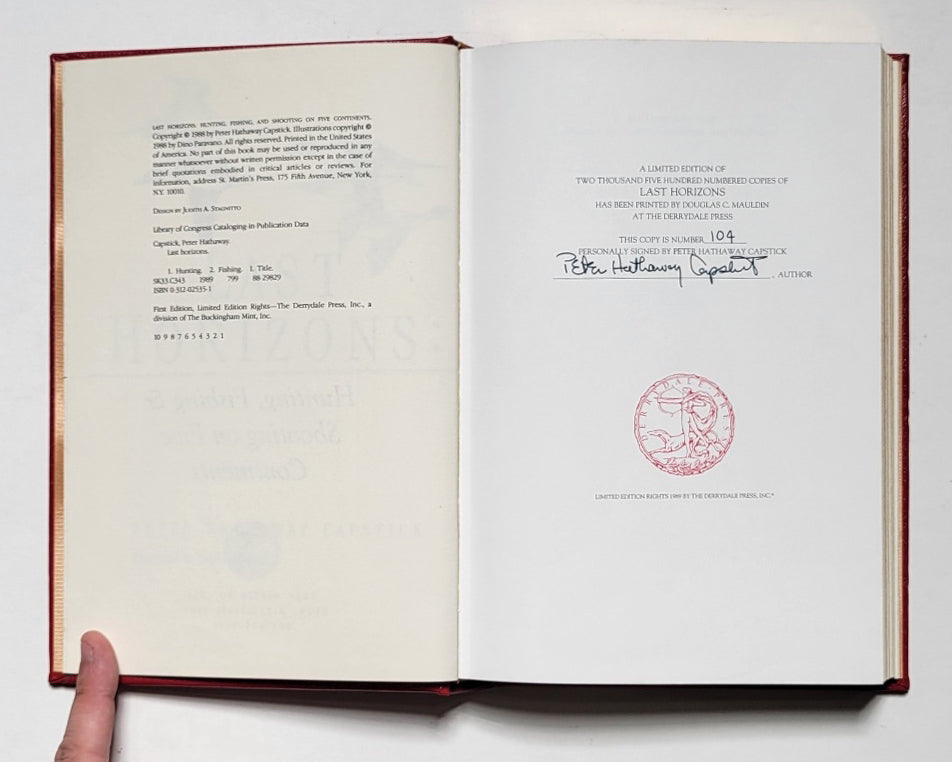 LAST HORIZONS: HUNTING, FISHING, AND SHOOTING ON FIVE CONTINENTS.
Copyright © 1988 by Peter Hathaway Capstick. Illustrations copyright ©
1988 by Dino Paravano. All rights reserved. Printed in the United States
of America. No part of this book may be used or reproduced in any
manner whatsoever without written permission except in the case of
brief quotations embodied in critical articles or reviews. For
information, address St. Martin's Press, 175 Fifth Avenue, New York,
N.Y. 10010.
DESIGN BY JUDITH A. STAGNITTO
Library of Congress Cataloging-in-Publication Data
Capstick, Peter Hathaway.
Last horizons.
1. Hunting. 2. Fishing. 1. Title.
SK33.C343 1989 799 88-29829
ISBN 0-312-02535-1
First Edition, Limited Edition Rights—The Derrydale Press, Inc., a
division of The Buckingham Mint, Inc.
10 9 8 7 6 5 4 3 2 1
A LIMITED EDITION OF
TWO THOUSAND FIVE HUNDRED NUMBERED COPIES OF
LAST HORIZONS
HAS BEEN PRINTED BY DOUGLAS C. MAULDIN
AT THE DERRYDALE PRESS
THIS COPY IS NUMBER 104
PERSONALLY SIGNED BY PETER HATHAWAY CAPSTICK
Peter Hathaway Capstick, AUTHOR
DERRYDALE · PRESS
LIMITED EDITION RIGHTS 1989 BY THE DERRYDALE PRESS, INC.®